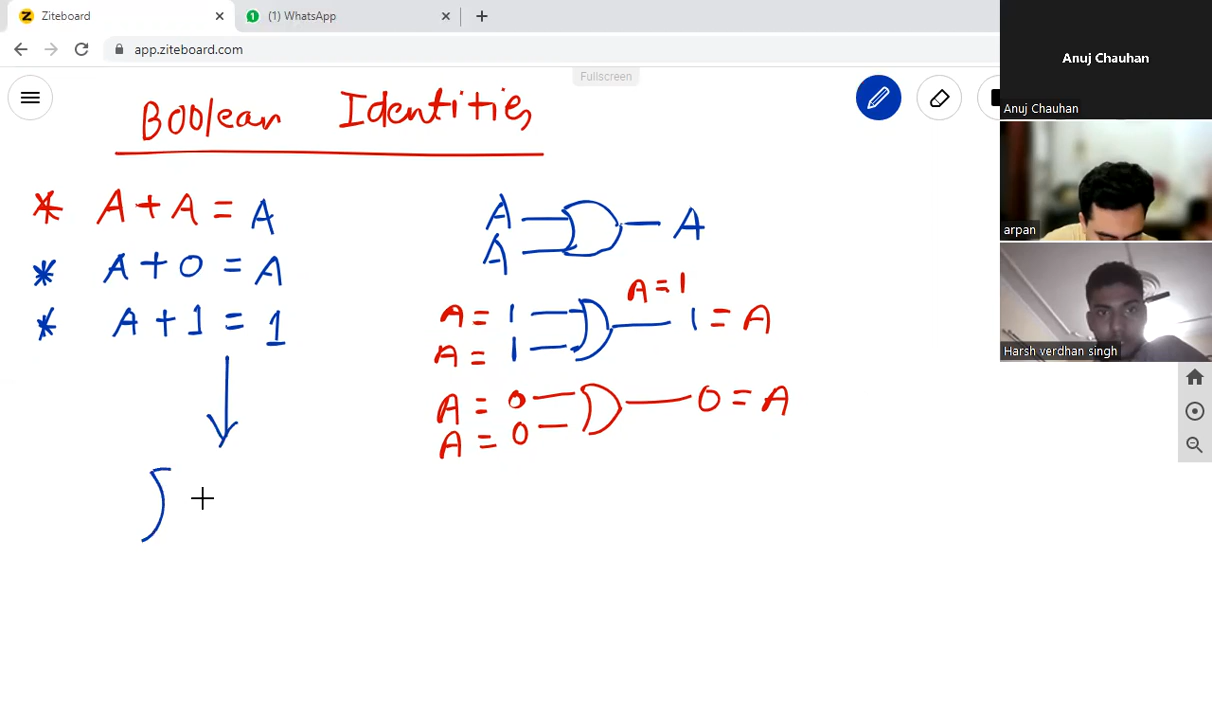 Ziteboard
(1) WhatsApp
app.ziteboard.com
Fullscreen
Anuj Chauhan
Anuj Chauhan
arpan
Harsh verdhan singh
Boolean Identities
* A + A = A
* A + 0 = A
* A + 1 = 1
A
A
A
A = 1
A = 1
A = 1
1 = A
A = 0
A = 0
0 = A